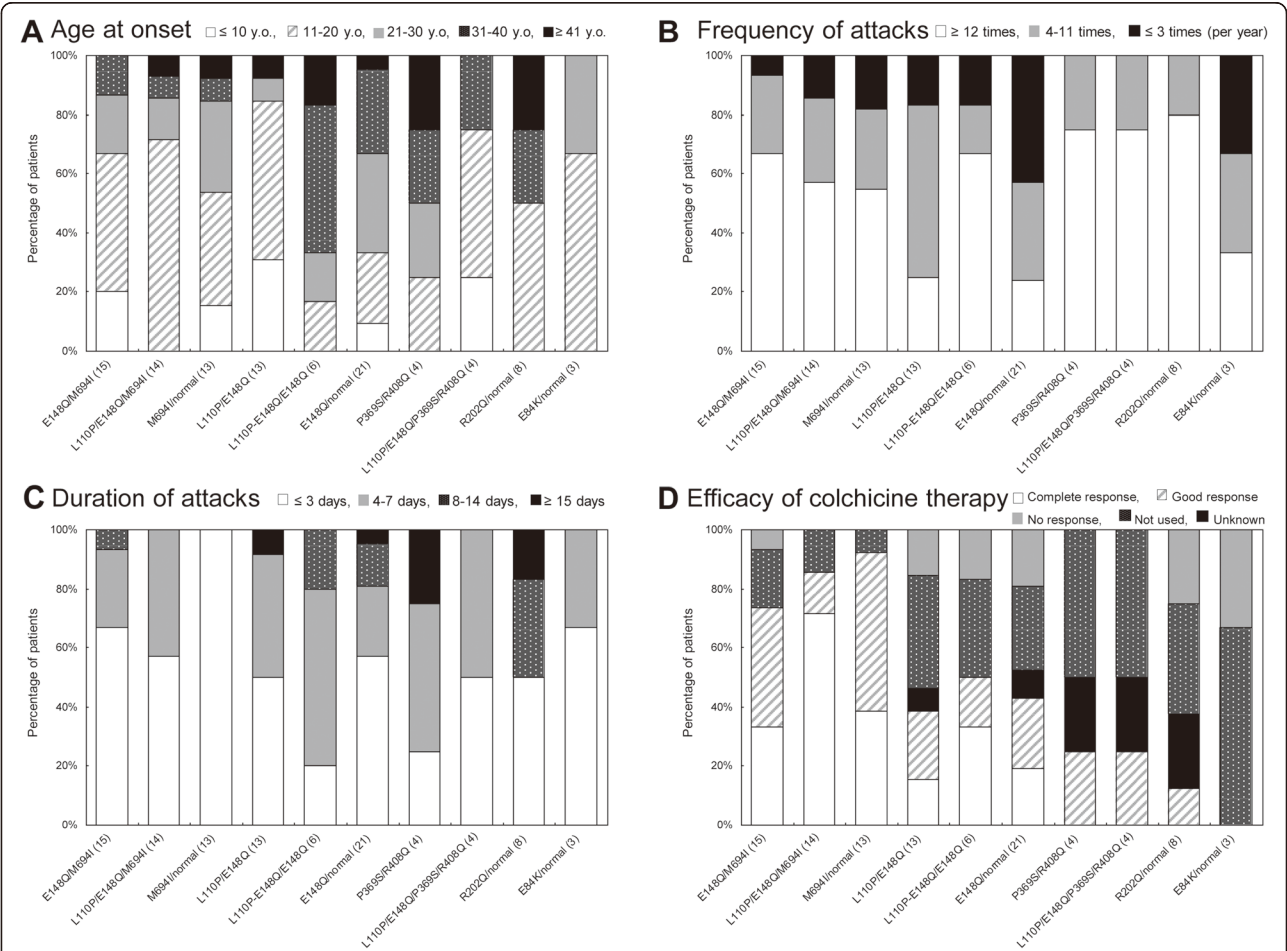 A Age at onset ≤ 10 y.o., 11-20 y.o, 21-30 y.o, 31-40 y.o, ≥ 41 y.o.
Percentage of patients
100%
80%
60%
40%
20%
0%
E148Q/M694I (15)
L110P/E148Q/M694I (14)
M694I/normal (13)
L110P/E148Q (13)
L110P-E148Q/E148Q (6)
E148Q/normal (21)
P369S/R408Q (4)
L110P/E148Q/P369S/R408Q (4)
R202Q/normal (8)
E84K/normal (3)
B Frequency of attacks ≥ 12 times, 4-11 times, ≤ 3 times (per year)
Percentage of patients
100%
80%
60%
40%
20%
0%
E148Q/M694I (15)
L110P/E148Q/M694I (14)
M694I/normal (13)
L110P/E148Q (13)
L110P-E148Q/E148Q (6)
E148Q/normal (21)
P369S/R408Q (4)
L110P/E148Q/P369S/R408Q (4)
R202Q/normal (8)
E84K/normal (3)
C Duration of attacks ≤ 3 days, 4-7 days, 8-14 days, ≥ 15 days
Percentage of patients
100%
80%
60%
40%
20%
0%
E148Q/M694I (15)
L110P/E148Q/M694I (14)
M694I/normal (13)
L110P/E148Q (13)
L110P-E148Q/E148Q (6)
E148Q/normal (21)
P369S/R408Q (4)
L110P/E148Q/P369S/R408Q (4)
R202Q/normal (8)
E84K/normal (3)
D Efficacy of colchicine therapy Complete response, Good response
No response, Not used, Unknown
Percentage of patients
100%
80%
60%
40%
20%
0%
E148Q/M694I (15)
L110P/E148Q/M694I (14)
M694I/normal (13)
L110P/E148Q (13)
L110P-E148Q/E148Q (6)
E148Q/normal (21)
P369S/R408Q (4)
L110P/E148Q/P369S/R408Q (4)
R202Q/normal (8)
E84K/normal (3)